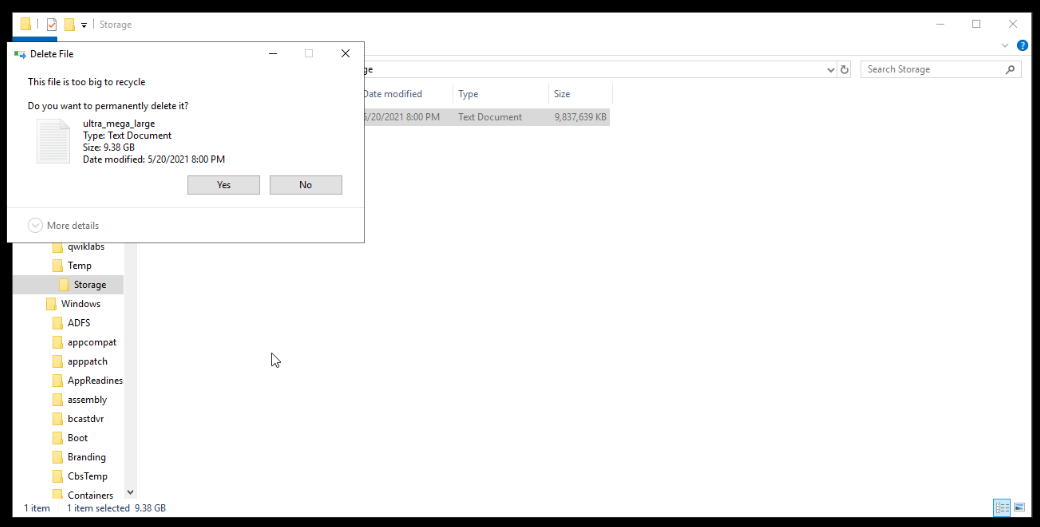 Storage
Delete File
This file is too big to recycle
Do you want to permanently delete it?
ultra_mega_large
Type: Text Document
Size: 9.38 GB
Date modified: 5/20/2021 8:00 PM
Yes
No
More details
ge
Search Storage
Date modified
Type
Size
5/20/2021 8:00 PM
Text Document
9,837,639 KB
qwiklabs
Temp
Storage
Windows
ADFS
appcompat
apppatch
AppReadines
assembly
bcastdvr
Boot
Branding
CbsTemp
Containers
1 item
1 item selected 9.38 GB